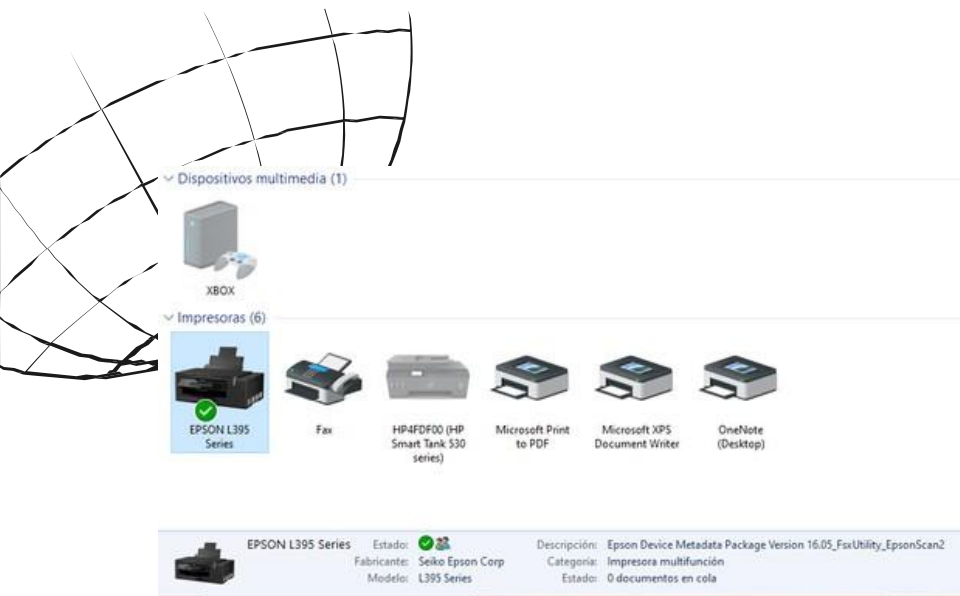 Dispositivos multimedia (1)
XBOX
Impresoras (6)
EPSON L395
Series
Fax
HP4FDF00 (HP
Smart Tank 530
series)
Microsoft Print
to PDF
Microsoft XPS
Document Writer
OneNote
(Desktop)
EPSON L395 Series
Estado:
Fabricante: Seiko Epson Corp
Modelo: L395 Series
Descripción: Epson Device Metadata Package Version 16.05_FsxUtility_EpsonScan2
Categoría: Impresora multifunción
Estado: 0 documentos en cola